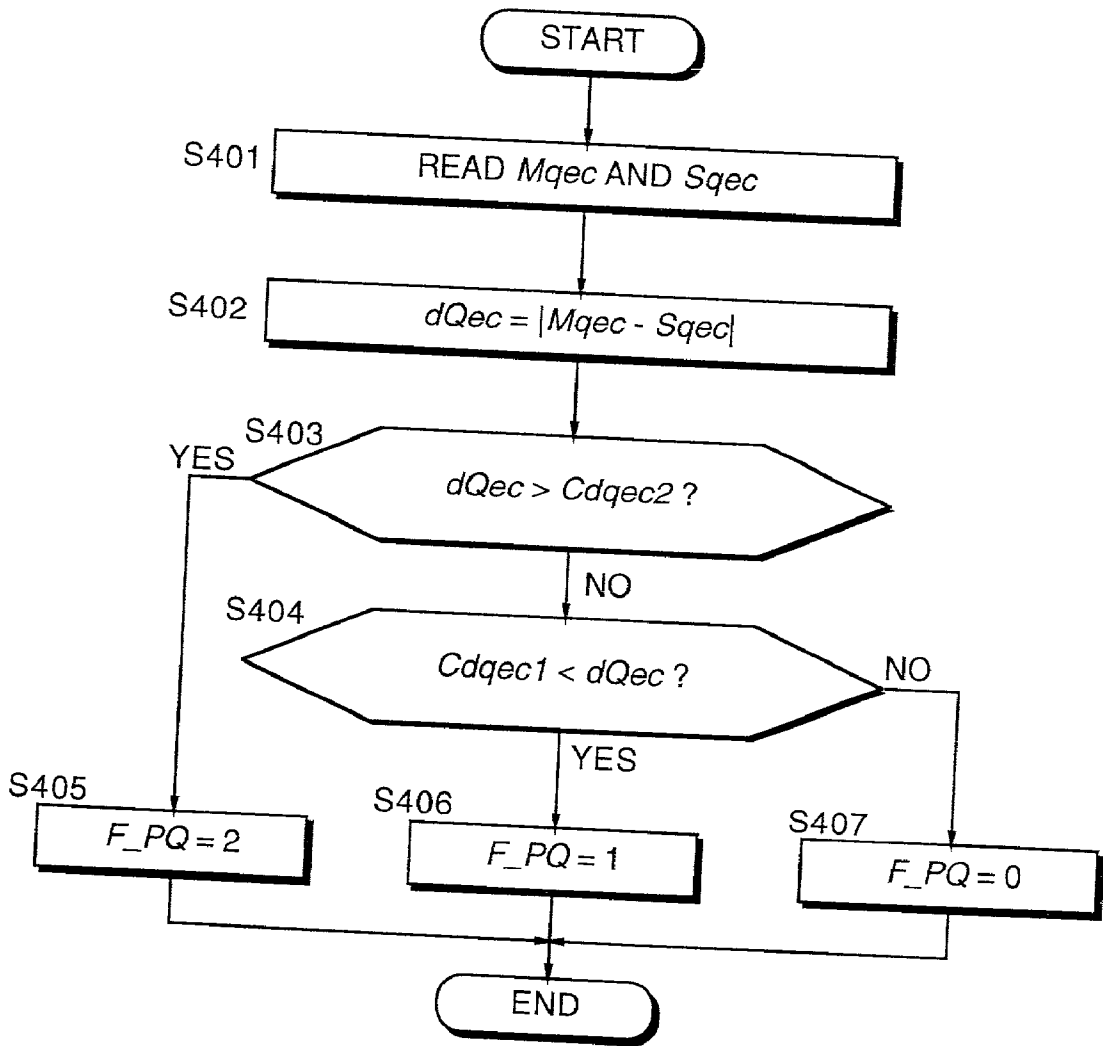 START
S401
READ Mqec AND Sqec
S402
dQec = |Mqec - Sqec|
S403
YES
dQec > Cdqec2 ?
NO
S404
Cdqec1 < dQec ?
NO
YES
S405
F_PQ = 2
S406
F_PQ = 1
S407
F_PQ = 0
END